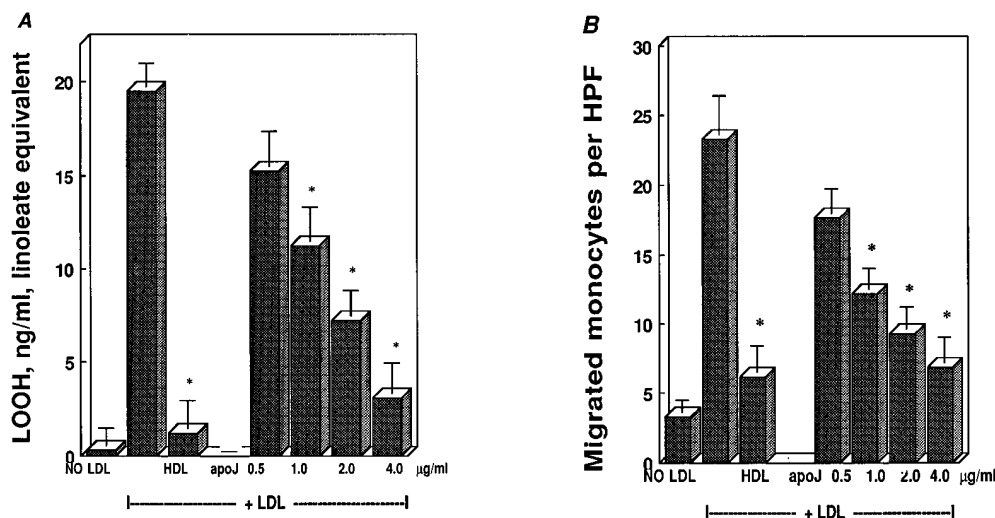 A
LOOH, ng/ml, linoleate equivalent
20
15
10
5
0
*
*
*
*
NO LDL HDL apoJ 0.5 1.0 2.0 4.0 µg/ml
+ LDL
B
Migrated monocytes per HPF
30
25
20
15
10
5
0
*
*
*
*
NO LDL HDL apoJ 0.5 1.0 2.0 4.0 µg/ml
+ LDL